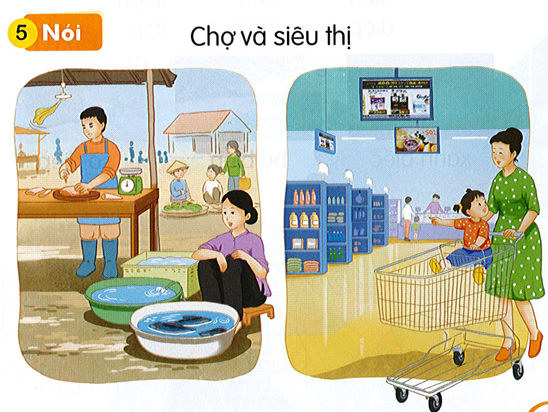 5 Nói
Chợ và siêu thị